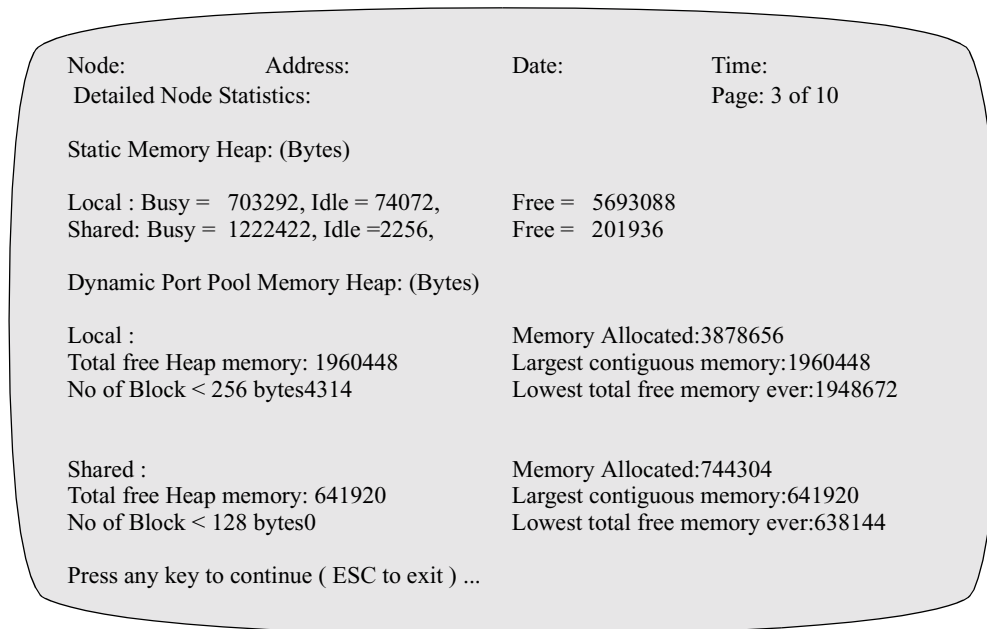 Node: Address: Date: Time:
Detailed Node Statistics: Page: 3 of 10
Static Memory Heap: (Bytes)
Local : Busy = 703292, Idle = 74072, Free = 5693088
Shared: Busy = 1222422, Idle =2256, Free = 201936
Dynamic Port Pool Memory Heap: (Bytes)
Local : Memory Allocated:3878656
Total free Heap memory: 1960448 Largest contiguous memory:1960448
No of Block < 256 bytes4314 Lowest total free memory ever:1948672
Shared : Memory Allocated:744304
Total free Heap memory: 641920 Largest contiguous memory:641920
No of Block < 128 bytes0 Lowest total free memory ever:638144
Press any key to continue ( ESC to exit ) ...